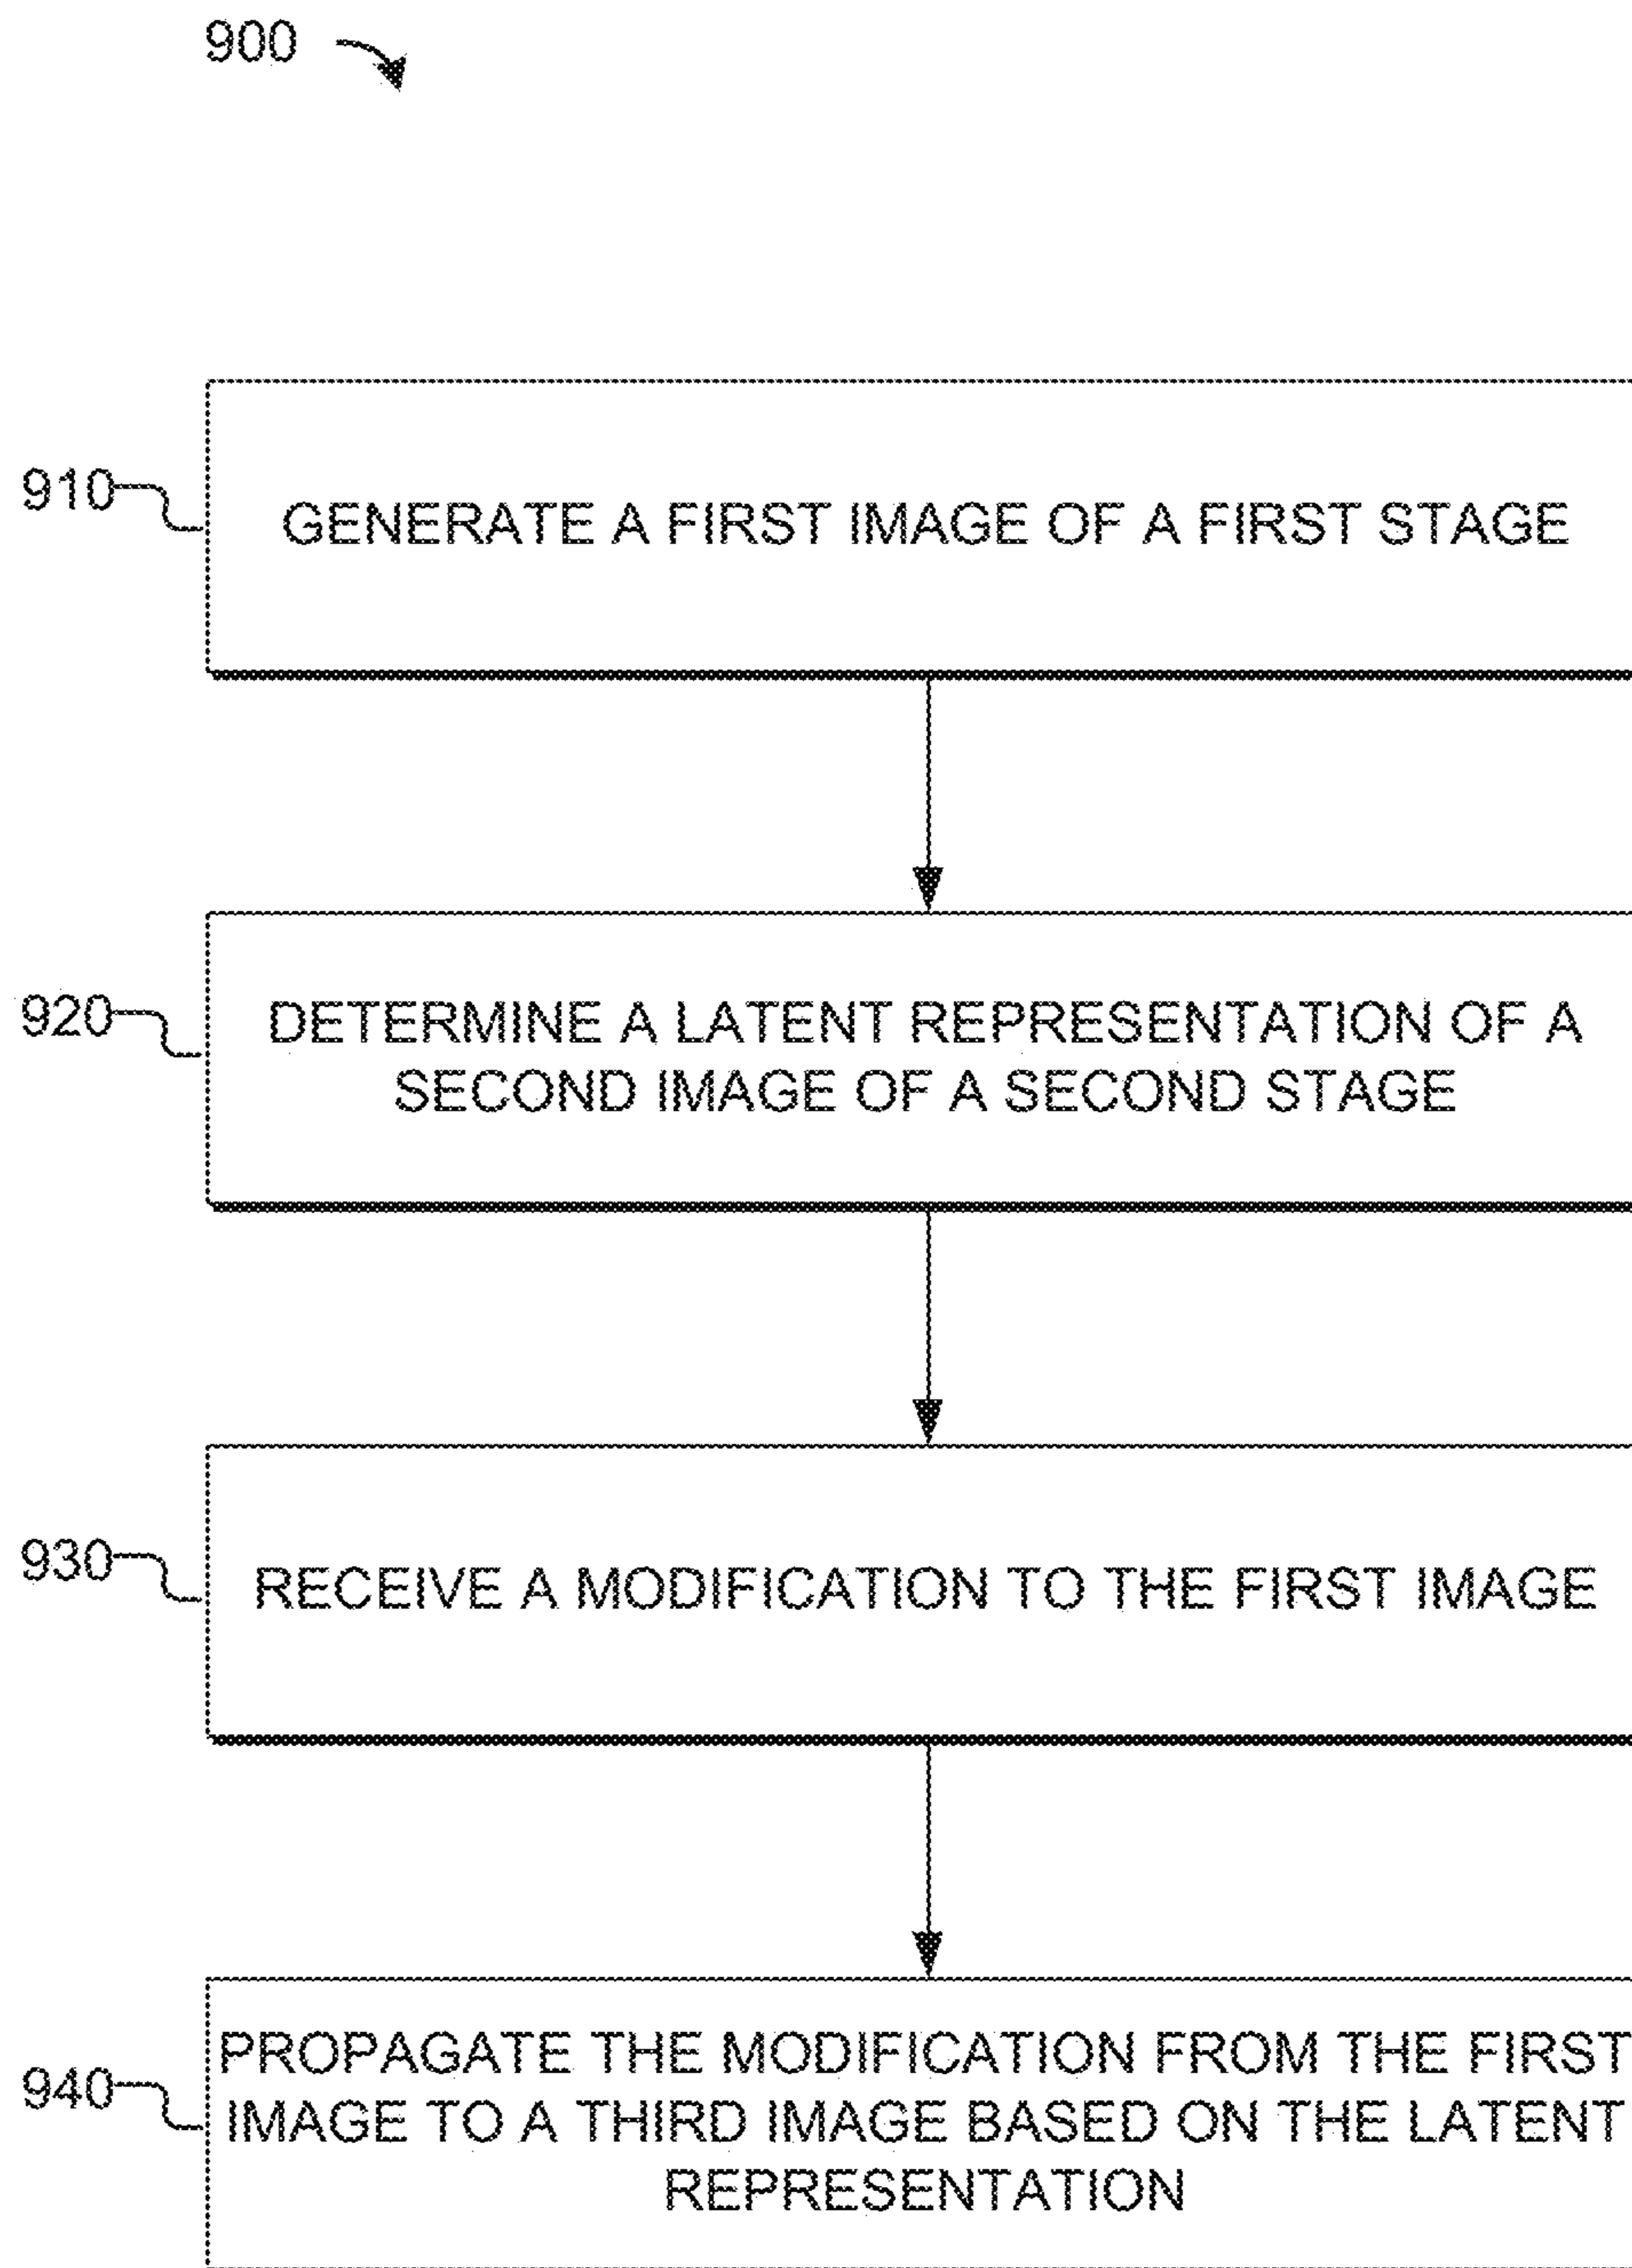 900
910
GENERATE A FIRST IMAGE OF A FIRST STAGE
920
DETERMINE A LATENT REPRESENTATION OF A
SECOND IMAGE OF A SECOND STAGE
930
RECEIVE A MODIFICATION TO THE FIRST IMAGE
940
PROPAGATE THE MODIFICATION FROM THE FIRST
IMAGE TO A THIRD IMAGE BASED ON THE LATENT
REPRESENTATION